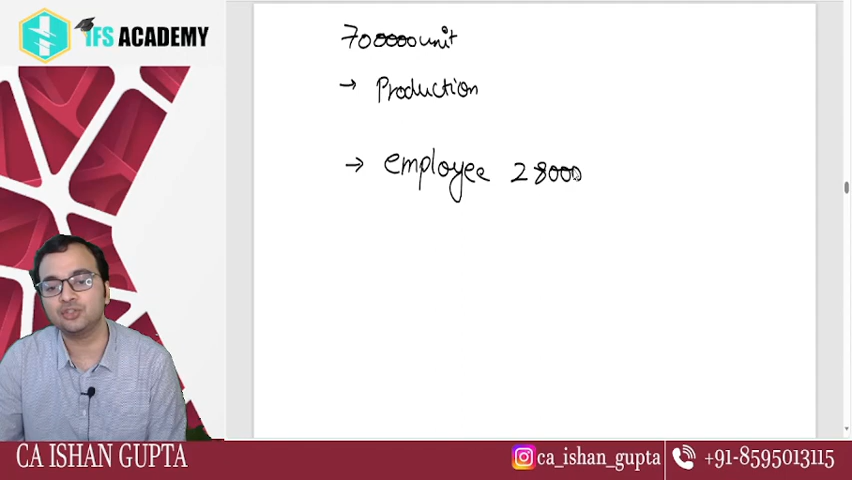 IFS ACADEMY
700000 unit
→ Production
→ employee 28000
CA ISHAN GUPTA
ca_ishan_gupta
+91-8595013115